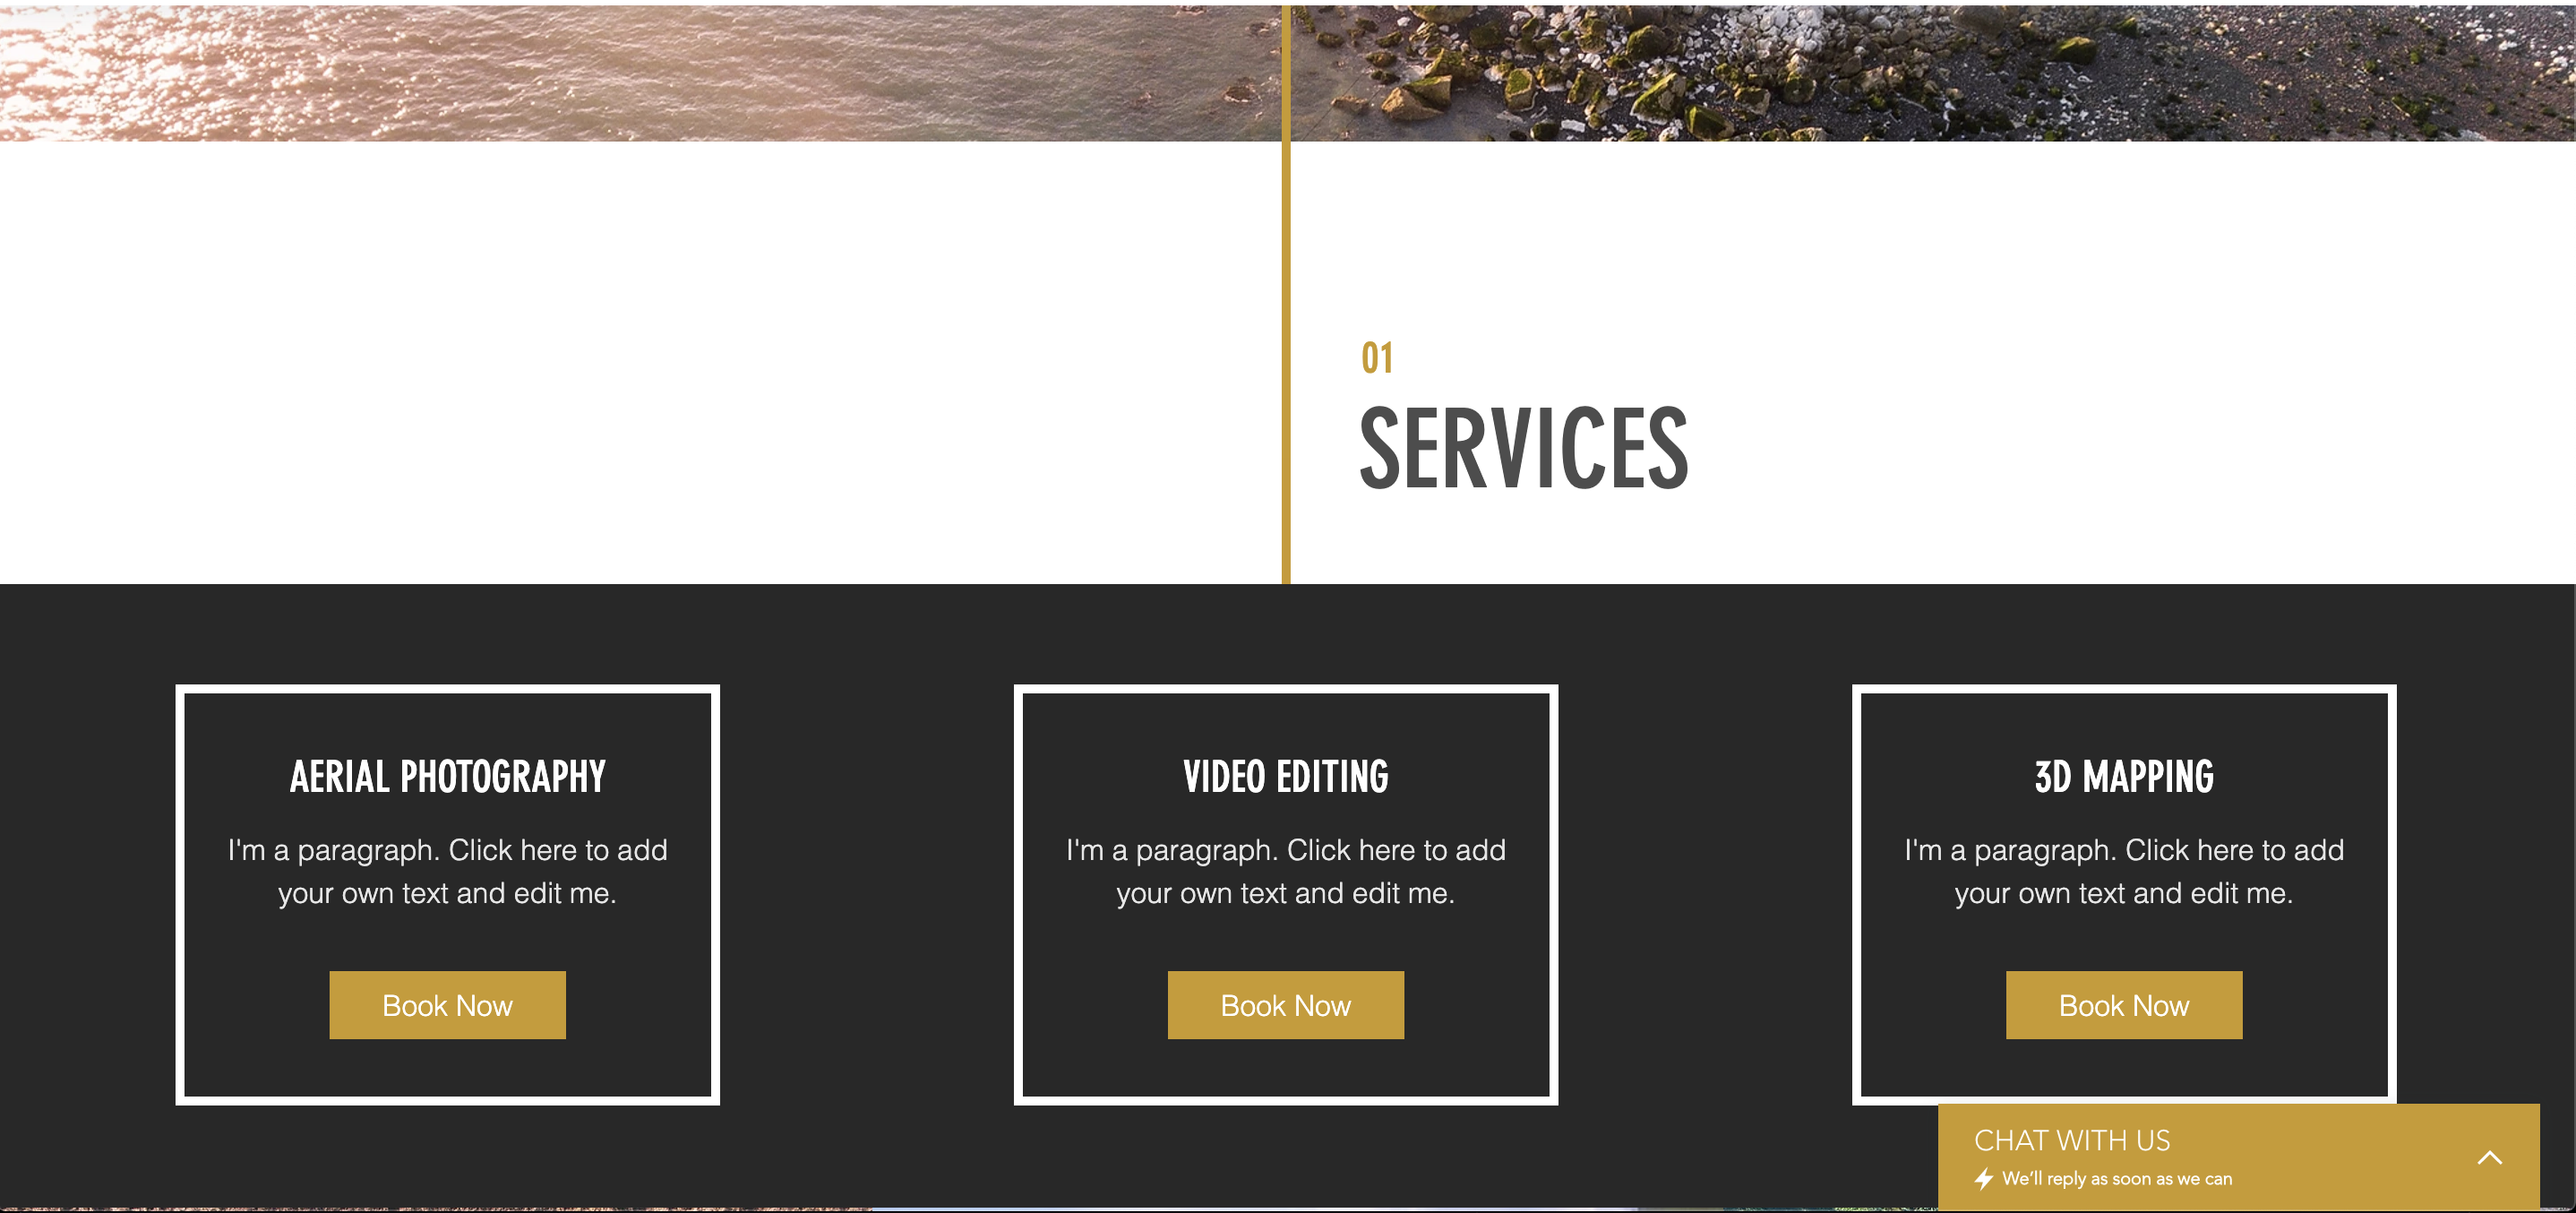 01
SERVICES
AERIAL PHOTOGRAPHY
I'm a paragraph. Click here to add
your own text and edit me.
Book Now
VIDEO EDITING
I'm a paragraph. Click here to add
your own text and edit me.
Book Now
3D MAPPING
I'm a paragraph. Click here to add
your own text and edit me.
Book Now
CHAT WITH US
We'll reply as soon as we can